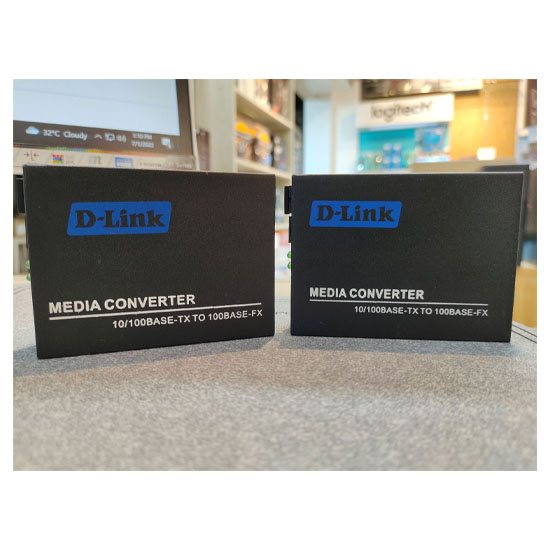 logitech
32°C Cloudy
D-Link
MEDIA CONVERTER
10/100BASE-TX TO 100BASE-FX
D-Link
MEDIA CONVERTER
10/100BASE-TX TO 100BASE-FX